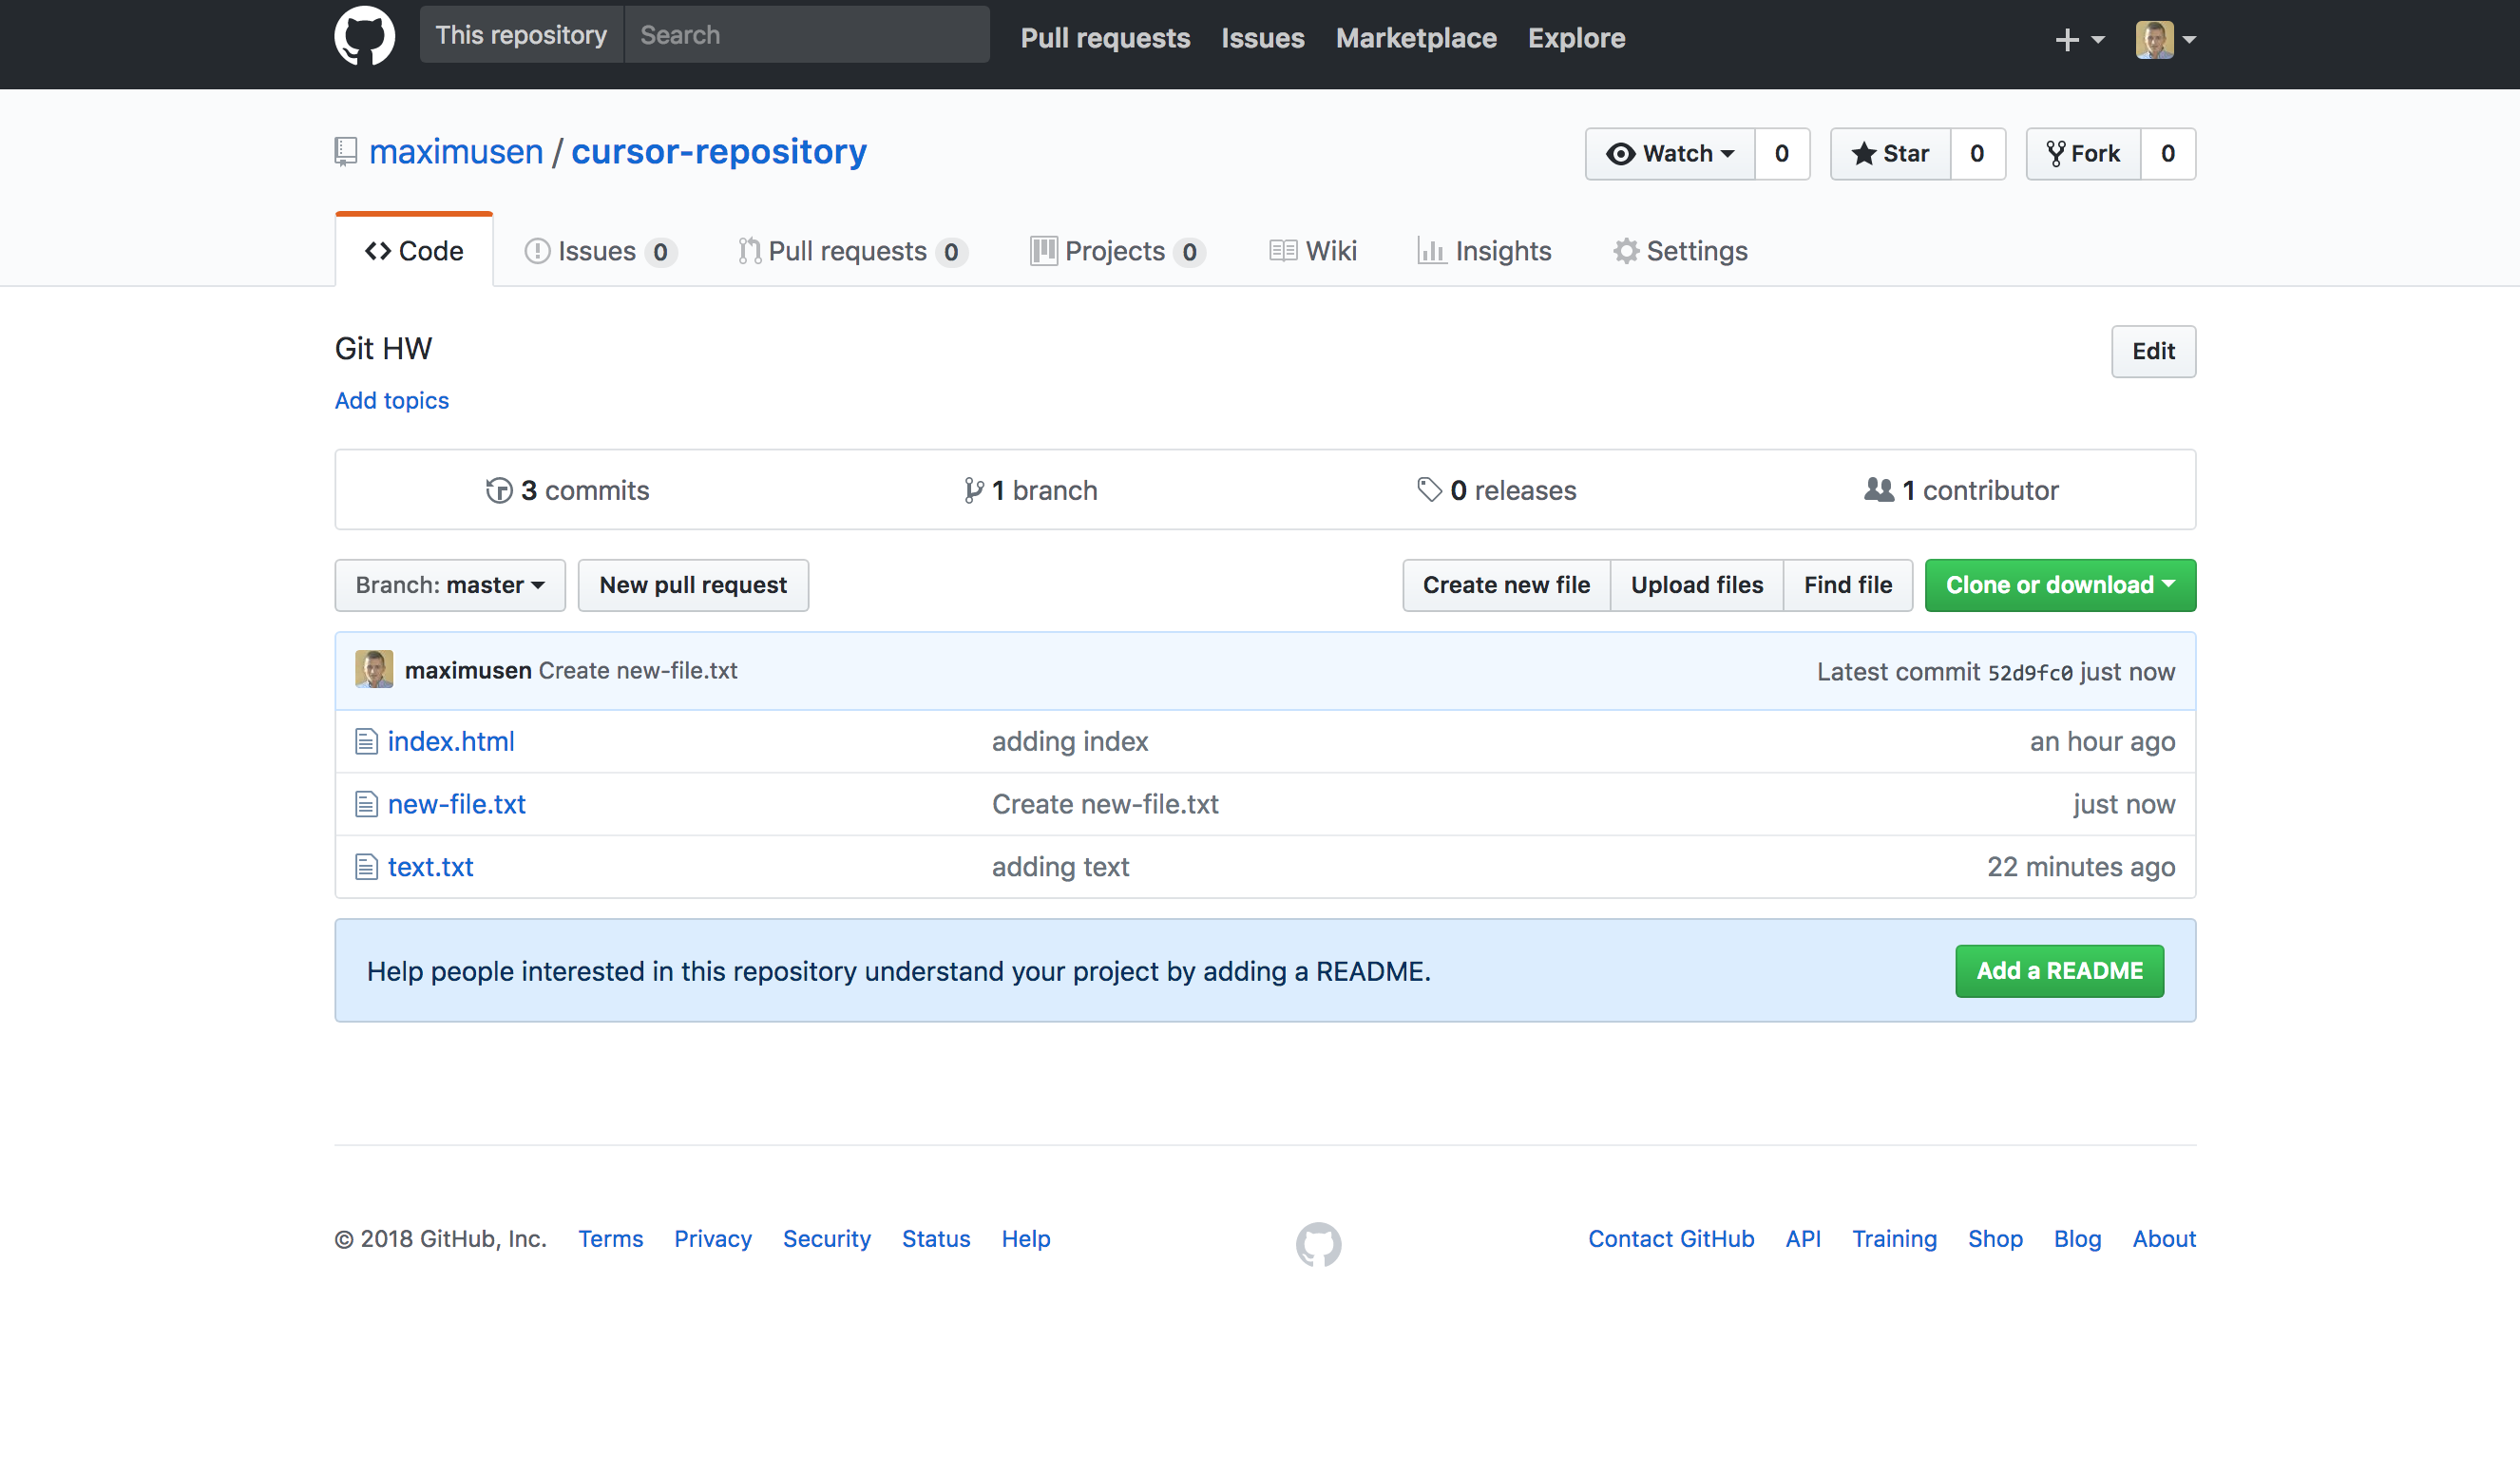 This repository Search Pull requests Issues Marketplace Explore
maximusen / cursor-repository Watch 0 Star 0 Fork 0
Code Issues 0 Pull requests 0 Projects 0 Wiki Insights Settings
Git HW Edit
Add topics
3 commits 1 branch 0 releases 1 contributor
Branch: master New pull request Create new file Upload files Find file Clone or download
maximusen Create new-file.txt Latest commit 52d9fc0 just now
index.html adding index an hour ago
new-file.txt Create new-file.txt just now
text.txt adding text 22 minutes ago
Help people interested in this repository understand your project by adding a README. Add a README
© 2018 GitHub, Inc. Terms Privacy Security Status Help Contact GitHub API Training Shop Blog About